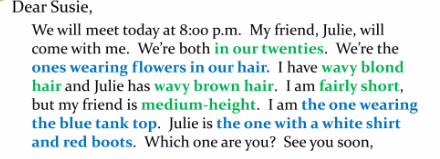 Dear Susie,
We will meet today at 8:00 p.m.  My friend, Julie, will
come with me.  We're both in our twenties.  We're the
ones wearing flowers in our hair.  I have wavy blond
hair and Julie has wavy brown hair.  I am fairly short,
but my friend is medium-height.  I am the one wearing
the blue tank top.  Julie is the one with a white shirt
and red boots.  Which one are you?  See you soon,